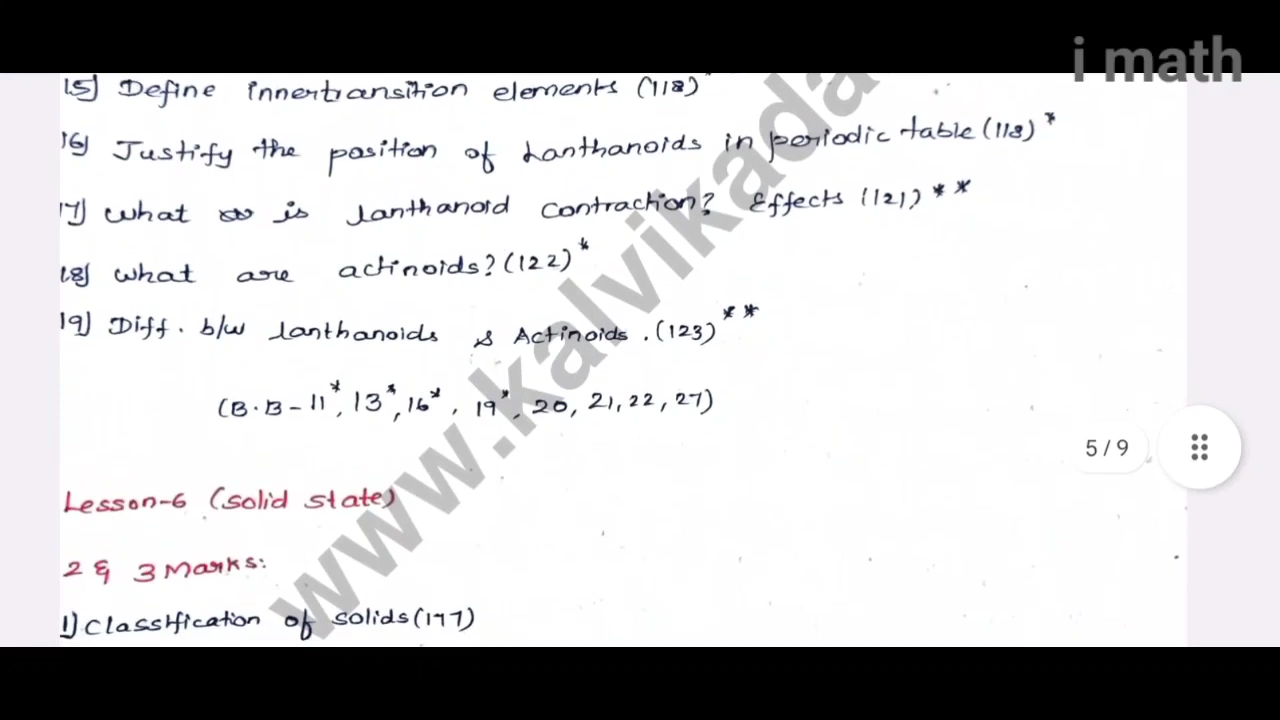 i math
15) Define innertransition elements (118)*
16) Justify the position of Lanthanoids in periodic table (118)*
17) What is lanthanoid contraction? Effects (121)**
18) What are actinoids? (122)*
19) Diff. b/w lanthanoids & Actinoids. (123)**
(B.B - 11*, 13*, 16*, 19*, 20, 21, 22, 27)
5 / 9
Lesson-6 (solid state)
2 & 3 Marks:
1) Classification of solids (177)
www.kalvikada